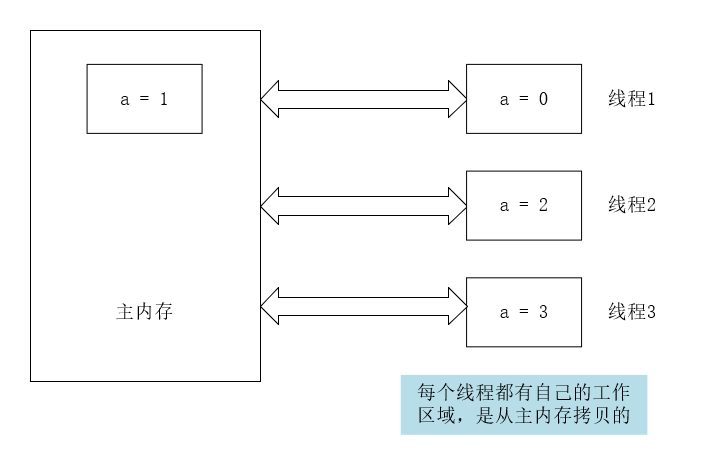 a = 1
a = 0
线程1
a = 2
线程2
主内存
a = 3
线程3
每个线程都有自己的工作
区域，是从主内存拷贝的